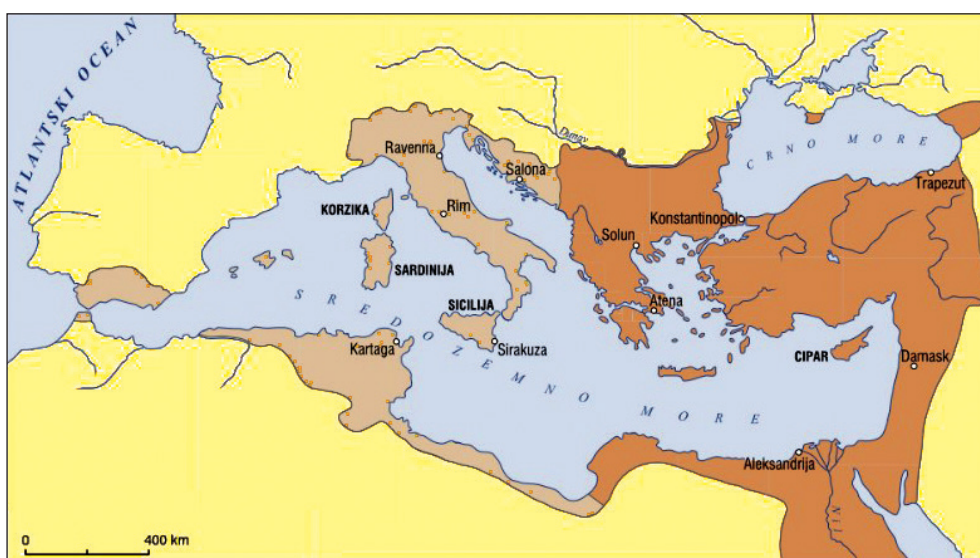 ATLANTSKI OCEAN
Dunav
Ravenna
CRNO MORE
Salona
Trapezut
KORZIKA
Rim
Konstantinopol
Solun
SARDINIJA
SICILIJA
Atena
SREDOZEMNO MORE
Kartaga
Sirakuza
CIPAR
Damask
Aleksandrija
Nil
0 400 km